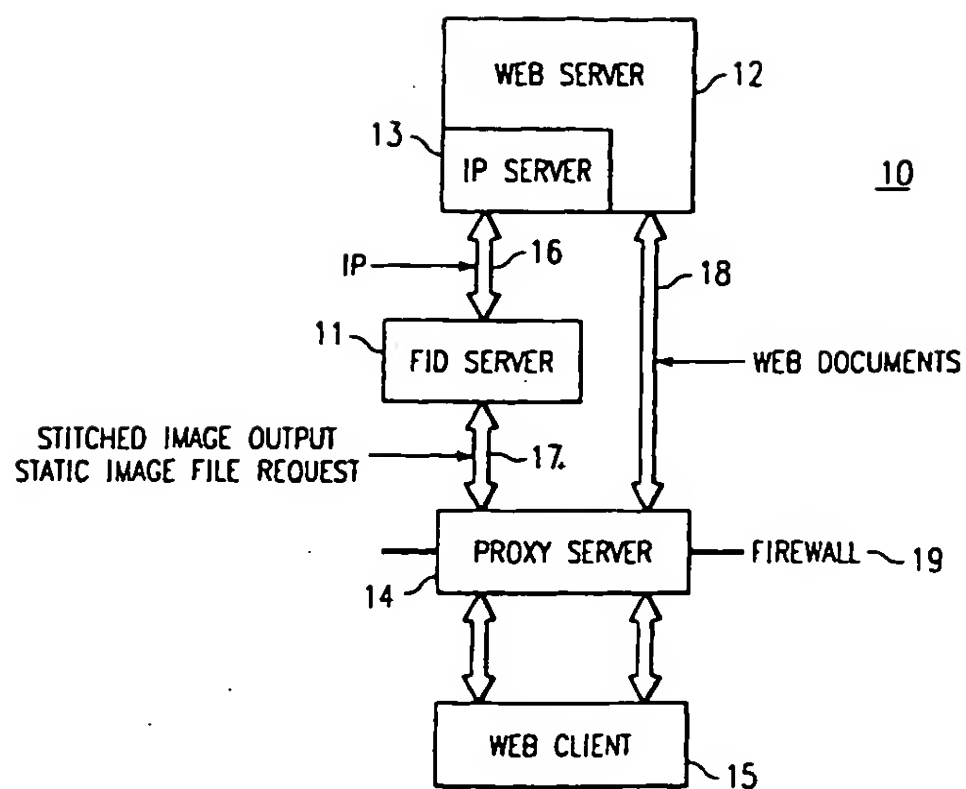 WEB SERVER
12
13
IP SERVER
10
IP
16
18
11
FID SERVER
WEB DOCUMENTS
STITCHED IMAGE OUTPUT
STATIC IMAGE FILE REQUEST
17.
PROXY SERVER
FIREWALL
19
14
WEB CLIENT
15